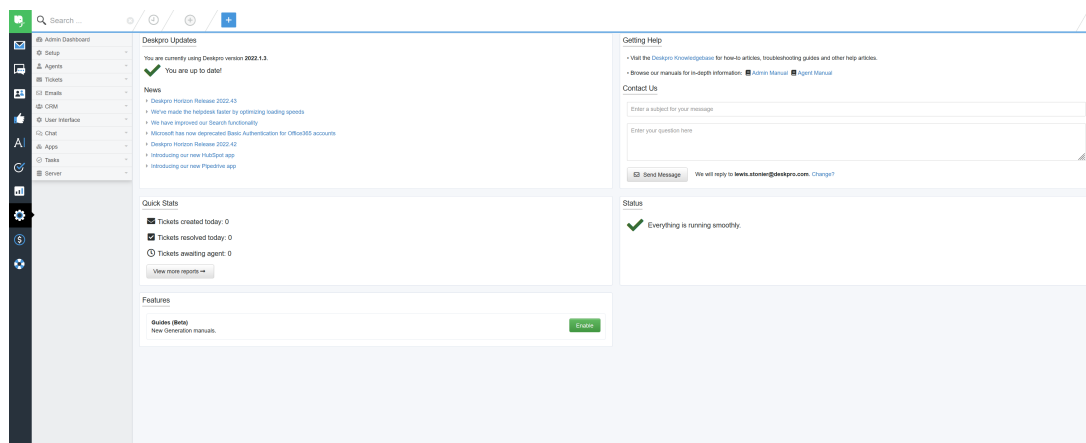 Search ...
Admin Dashboard
Setup
Agents
Tickets
Emails
CRM
User Interface
Chat
Apps
Tasks
Server
Deskpro Updates
You are currently using Deskpro version 2022.1.3.
You are up to date!
News
Deskpro Horizon Release 2022.43
We've made the helpdesk faster by optimizing loading speeds
We have improved our Search functionality
Microsoft has now deprecated Basic Authentication for Office365 accounts
Deskpro Horizon Release 2022.42
Introducing our new HubSpot app
Introducing our new Pipedrive app
Getting Help
• Visit the Deskpro Knowledgebase for how-to articles, troubleshooting guides and other help articles.
• Browse our manuals for in-depth information: Admin Manual Agent Manual
Contact Us
Enter a subject for your message
Enter your question here
Send Message We will reply to lewis.stonier@deskpro.com. Change?
Quick Stats
Tickets created today: 0
Tickets resolved today: 0
Tickets awaiting agent: 0
View more reports →
Status
Everything is running smoothly.
Features
Guides (Beta)
New Generation manuals.
Enable